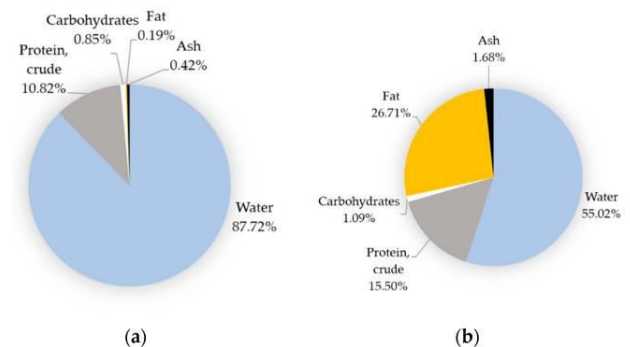 Carbohydrates
0.85%
Fat
0.19%
Ash
0.42%
Protein,
crude
10.82%
Water
87.72%
(a)
Ash
1.68%
Fat
26.71%
Carbohydrates
1.09%
Protein,
crude
15.50%
Water
55.02%
(b)